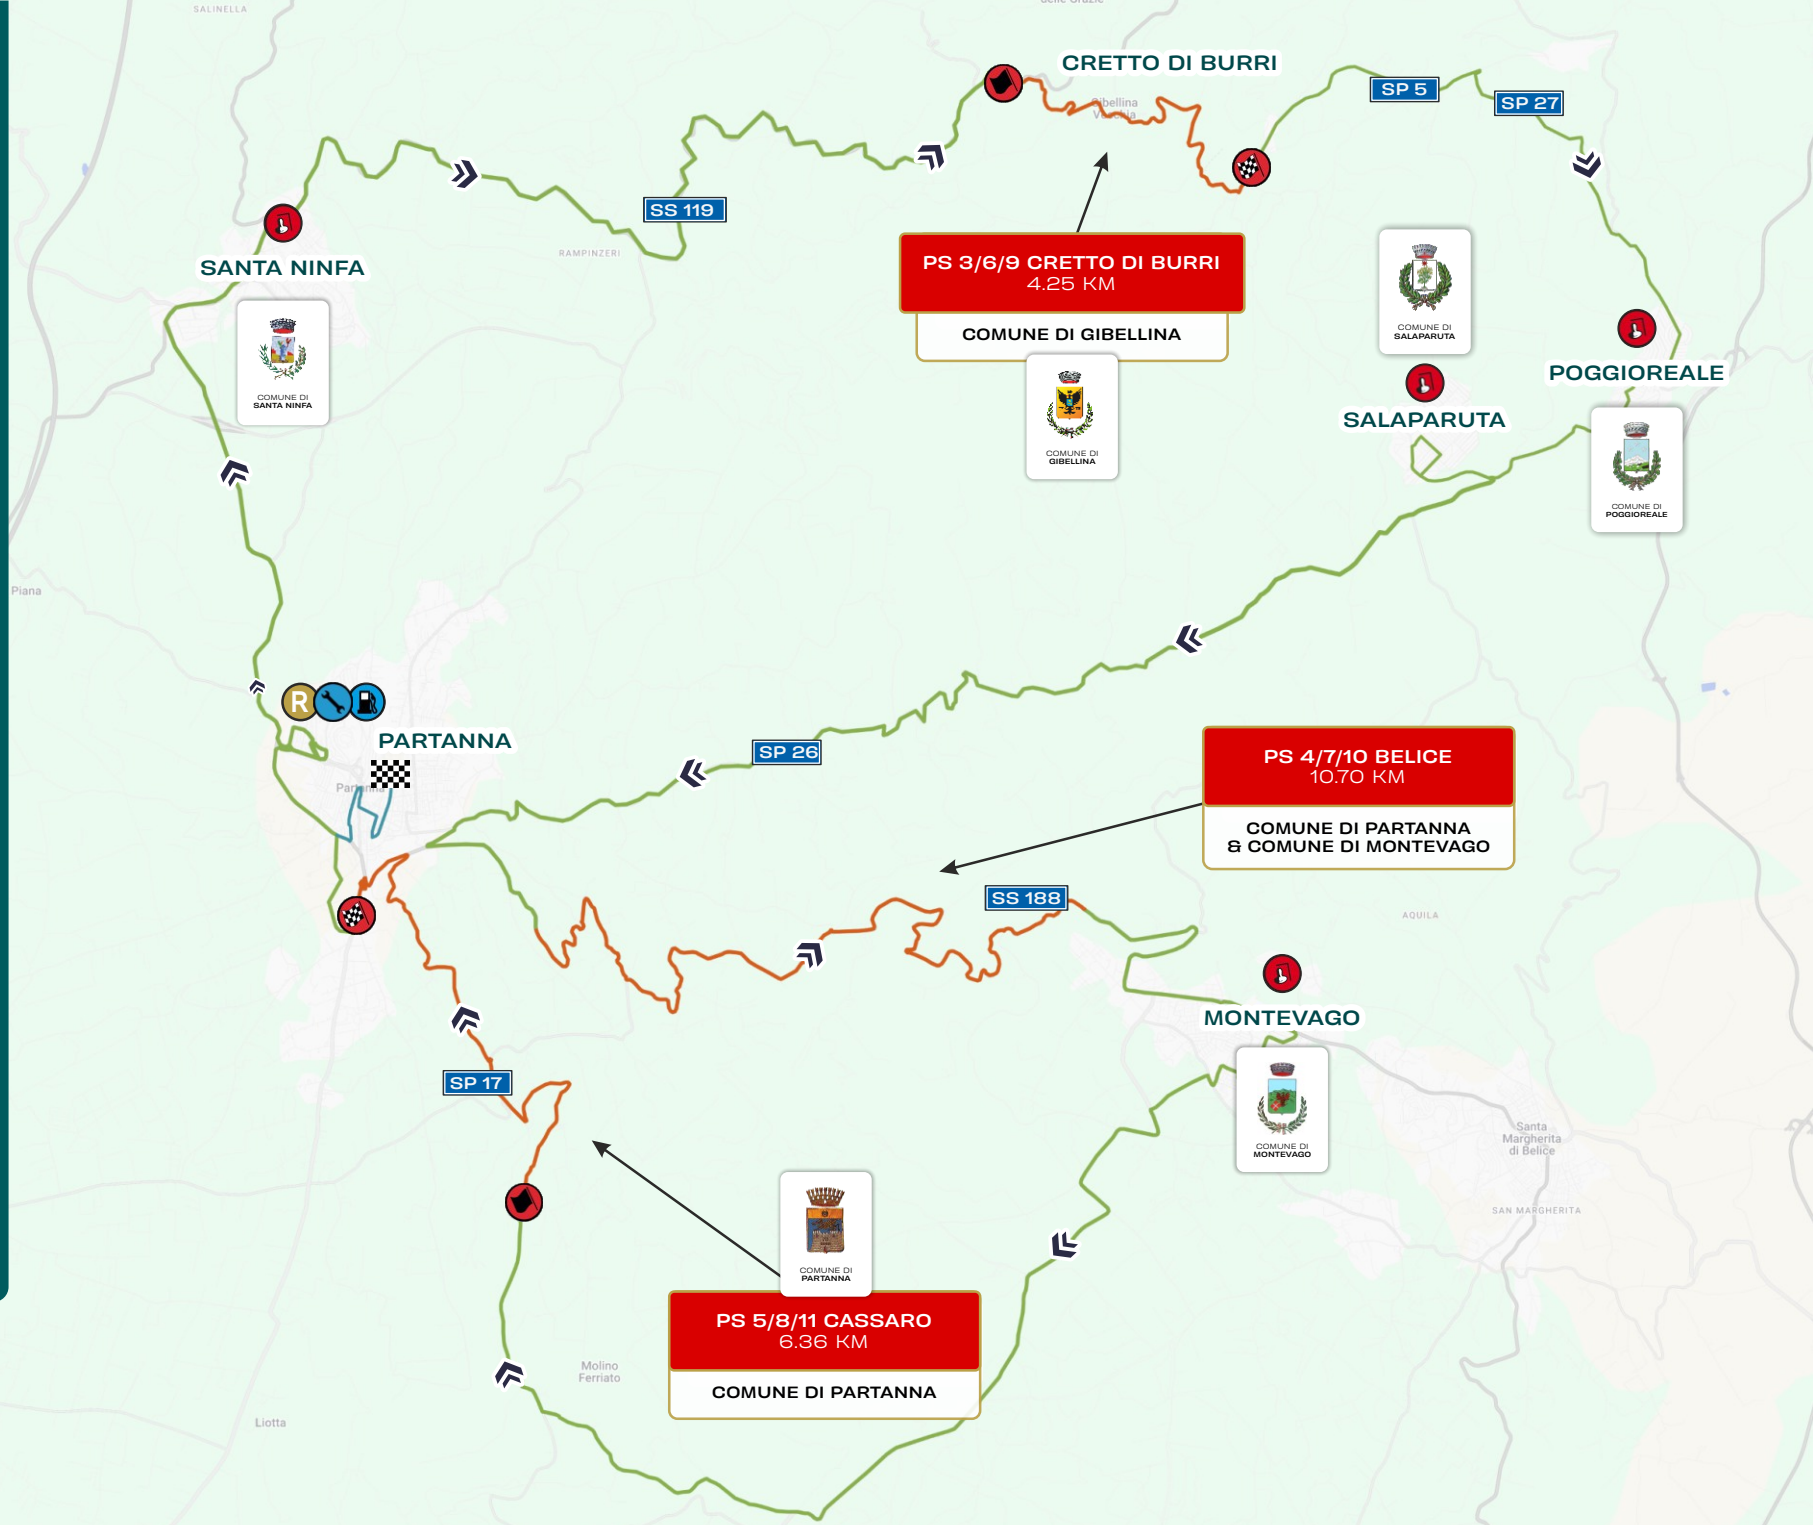 SALINELLA
CRETTO DI BURRI
SP 5
SP 27
Gibellina
Vecchia
SS 119
SANTA NINFA
RAMPINZERI
PS 3/6/9 CRETTO DI BURRI
4.25 KM
COMUNE DI GIBELLINA
COMUNE DI
GIBELLINA
COMUNE DI
SANTA NINFA
COMUNE DI
SALAPARUTA
SALAPARUTA
POGGIOREALE
COMUNE DI
POGGIOREALE
Piana
R
PARTANNA
Partanna
SP 26
PS 4/7/10 BELICE
10.70 KM
COMUNE DI PARTANNA
& COMUNE DI MONTEVAGO
SS 188
AQUILA
MONTEVAGO
COMUNE DI
MONTEVAGO
SP 17
Santa
Margherita
di Belice
SAN MARGHERITA
COMUNE DI
PARTANNA
PS 5/8/11 CASSARO
6.36 KM
COMUNE DI PARTANNA
Molino
Ferriato
Liotta